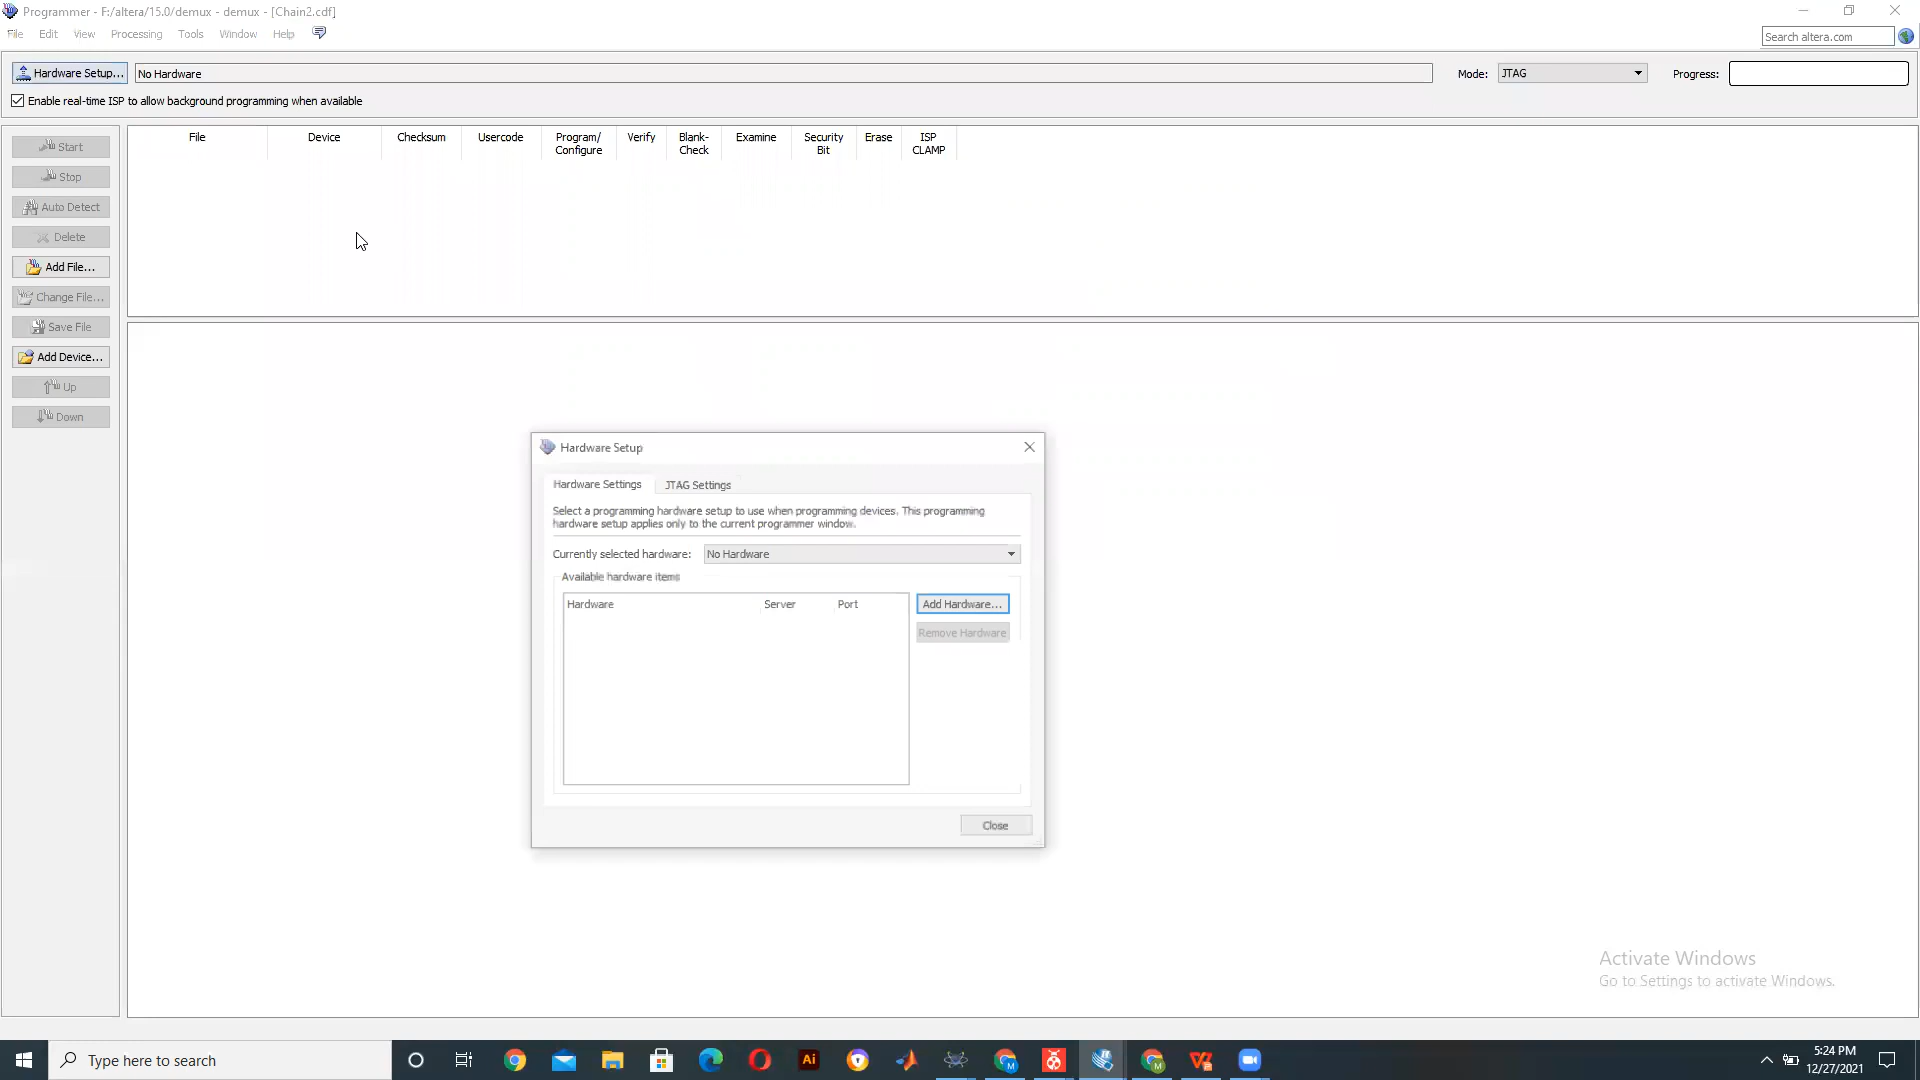 Programmer - F:/altera/15.0/demux - demux - [Chain2.cdf]
File Edit View Processing Tools Window Help
Search altera.com
Hardware Setup... No Hardware Mode: JTAG Progress:
Enable real-time ISP to allow background programming when available
File Device Checksum Usercode Program/ Configure Verify Blank- Check Examine Security Bit Erase ISP CLAMP
Start
Stop
Auto Detect
Delete
Add File...
Change File...
Save File
Add Device...
Up
Down
Hardware Setup
Hardware Settings JTAG Settings
Select a programming hardware setup to use when programming devices. This programming
hardware setup applies only to the current programmer window.
Currently selected hardware: No Hardware
Available hardware items
Hardware Server Port
Add Hardware...
Remove Hardware
Close
Activate Windows
Go to Settings to activate Windows.
Type here to search
Ai
M
M
5:24 PM
12/27/2021